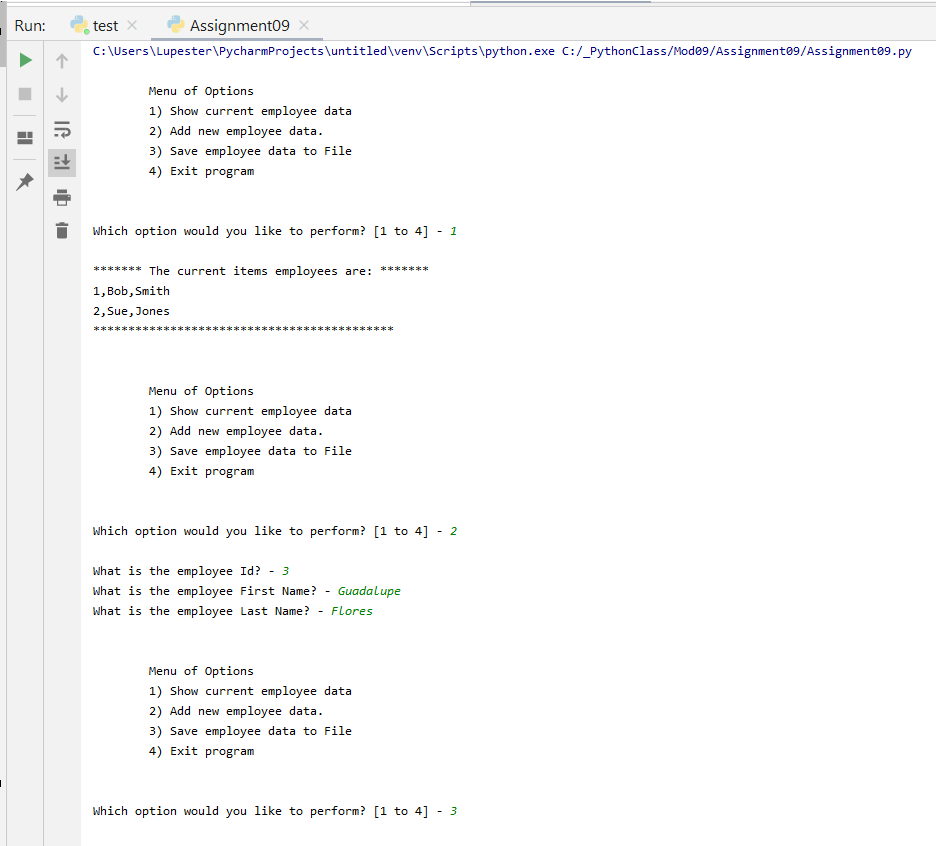 Run: test Assignment09
C:\Users\Lupester\PycharmProjects\untitled\venv\Scripts\python.exe C:/_PythonClass/Mod09/Assignment09/Assignment09.py
Menu of Options
1) Show current employee data
2) Add new employee data.
3) Save employee data to File
4) Exit program
Which option would you like to perform? [1 to 4] - 1
******* The current items employees are: *******
1,Bob,Smith
2,Sue,Jones
*******************************************
Menu of Options
1) Show current employee data
2) Add new employee data.
3) Save employee data to File
4) Exit program
Which option would you like to perform? [1 to 4] - 2
What is the employee Id? - 3
What is the employee First Name? - Guadalupe
What is the employee Last Name? - Flores
Menu of Options
1) Show current employee data
2) Add new employee data.
3) Save employee data to File
4) Exit program
Which option would you like to perform? [1 to 4] - 3